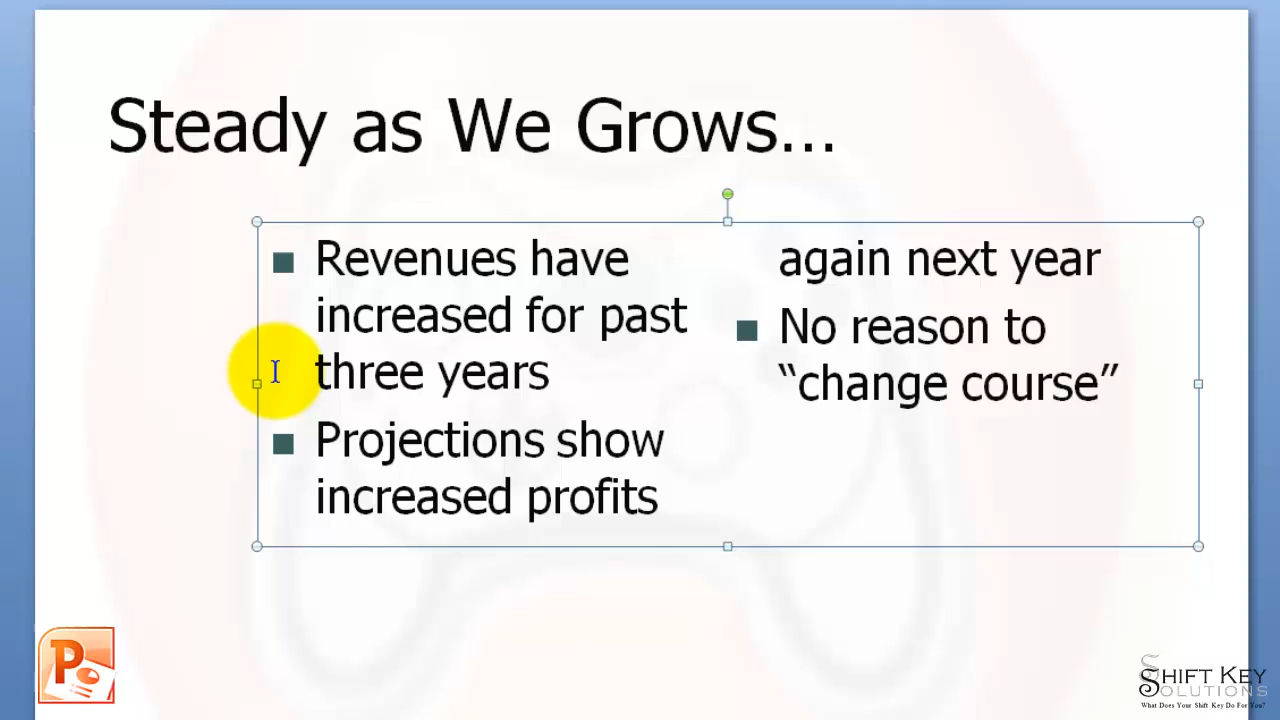 Steady as We Grows...
Revenues have
increased for past
three years
Projections show
increased profits
again next year
No reason to
“change course”
P
SHIFT KEY
SOLUTIONS
What Does Your Shift Key Do For You?